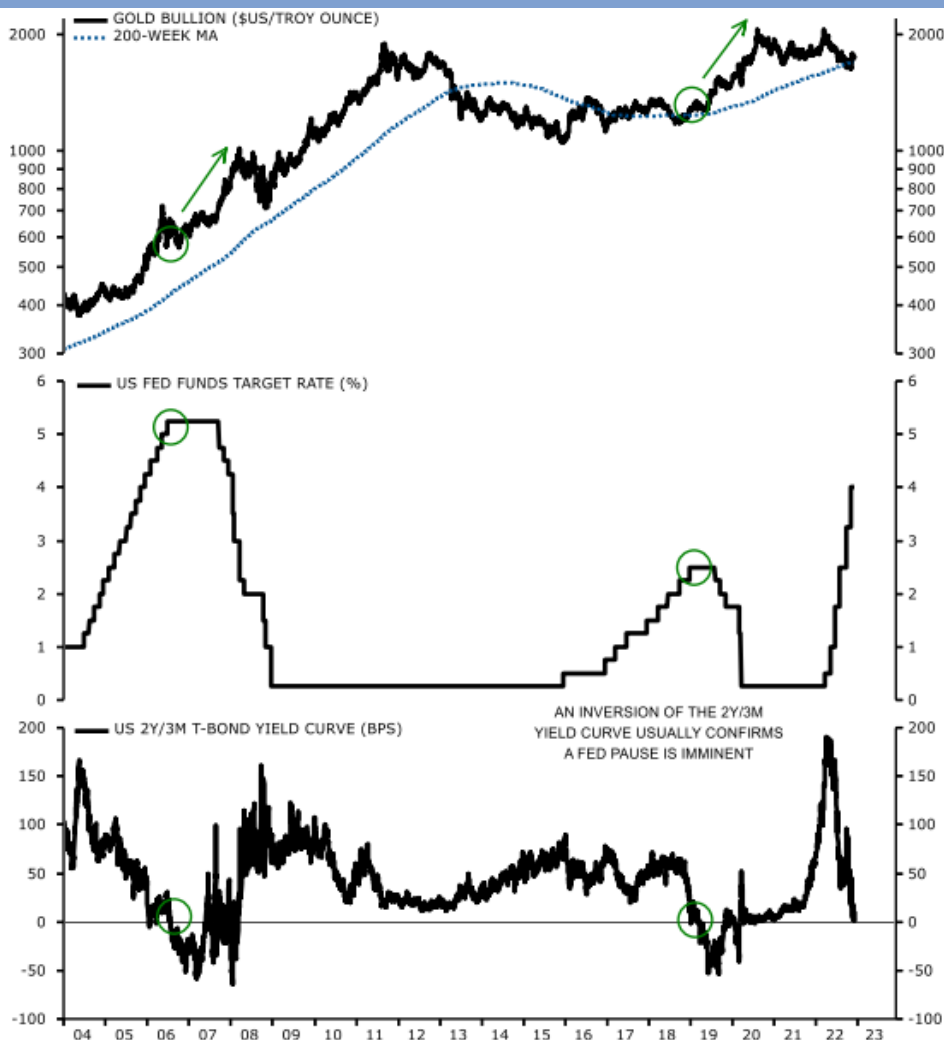 GOLD BULLION ($US/TROY OUNCE)
200-WEEK MA
2000 2000
1000 1000
900 900
800 800
700 700
600 600
500 500
400 400
300 300
US FED FUNDS TARGET RATE (%)
6 6
5 5
4 4
3 3
2 2
1 1
0 0
US 2Y/3M T-BOND YIELD CURVE (BPS)
AN INVERSION OF THE 2Y/3M
YIELD CURVE USUALLY CONFIRMS
A FED PAUSE IS IMMINENT
200 200
150 150
100 100
50 50
0 0
-50 -50
-100 -100
04 05 06 07 08 09 10 11 12 13 14 15 16 17 18 19 20 21 22 23